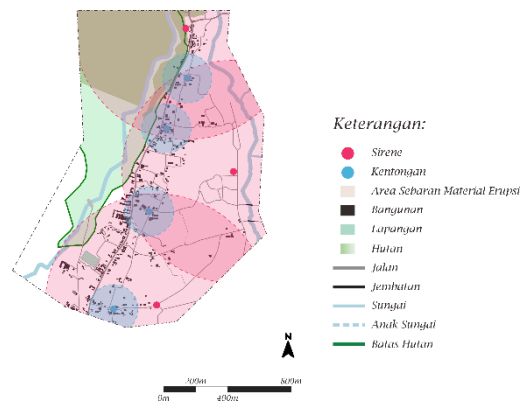 Keterangan:
Sirene
Kentongan
Area Sebaran Material Erupsi
Bangunan
Lapangan
Hutan
Jalan
Jembatan
Sungai
Anak Sungai
Batas Hutan
N
200m 800m
0m 400m